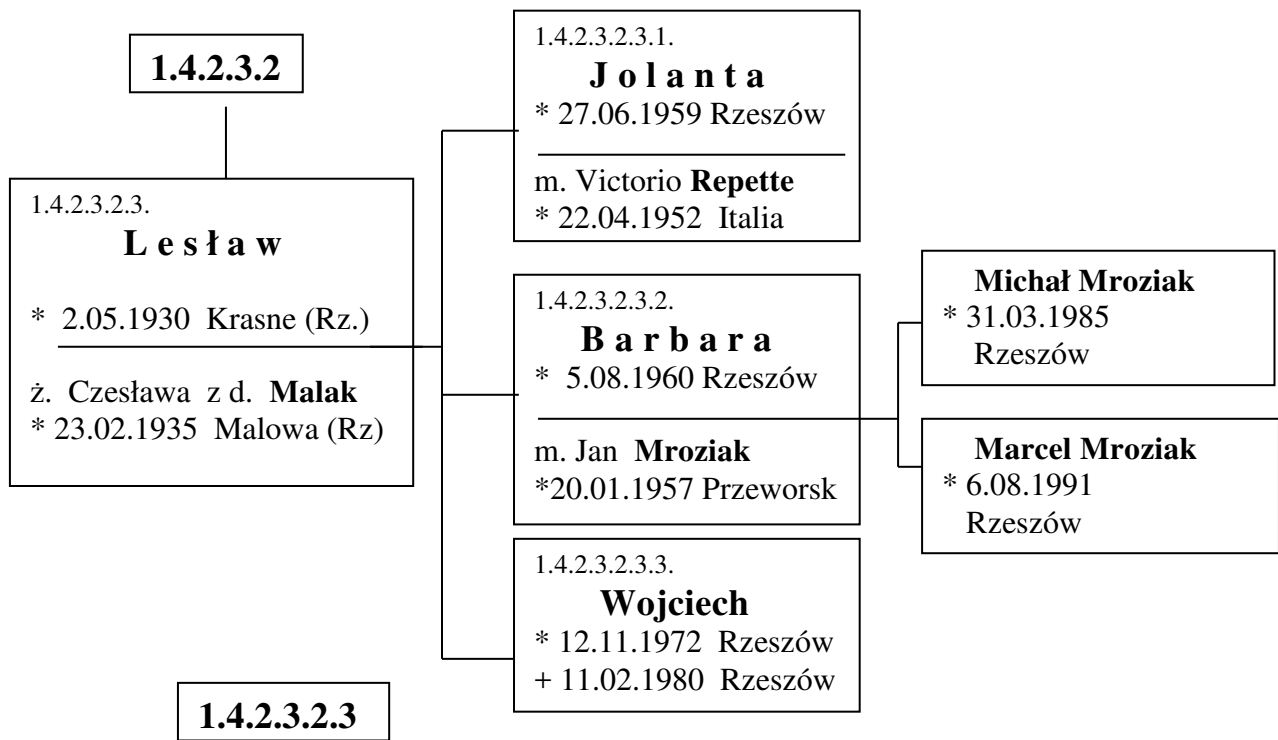 1.4.2.3.2
1.4.2.3.2.3.
L e s ł a w
* 2.05.1930 Krasne (Rz.)
ż. Czesława z d. Malak
* 23.02.1935 Malowa (Rz)
1.4.2.3.2.3.1.
J o l a n t a
* 27.06.1959 Rzeszów
m. Victorio Repette
* 22.04.1952 Italia
1.4.2.3.2.3.2.
B a r b a r a
* 5.08.1960 Rzeszów
m. Jan Mroziak
*20.01.1957 Przeworsk
Michał Mroziak
* 31.03.1985
Rzeszów
Marcel Mroziak
* 6.08.1991
Rzeszów
1.4.2.3.2.3.3.
Wojciech
* 12.11.1972 Rzeszów
+ 11.02.1980 Rzeszów
1.4.2.3.2.3